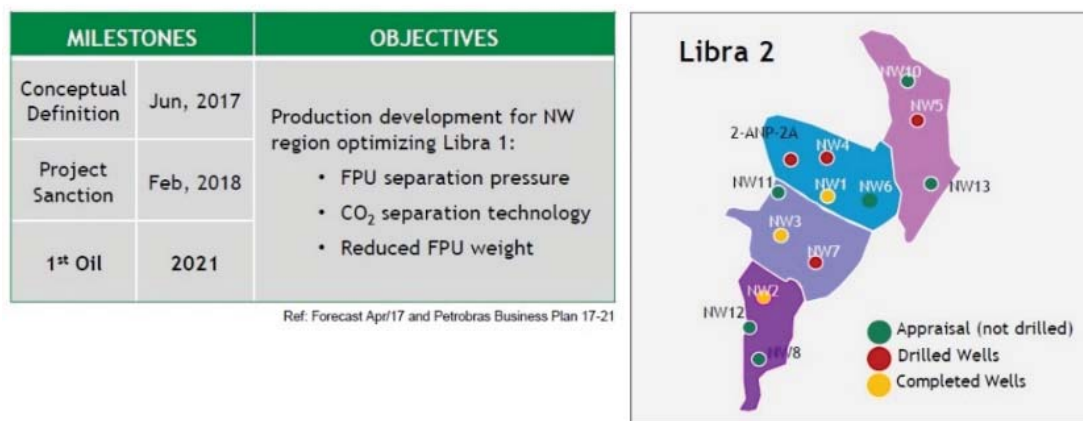 MILESTONES
OBJECTIVES
Conceptual
Definition
Jun, 2017
Project
Sanction
Feb, 2018
1st Oil
2021
Production development for NW
region optimizing Libra 1:
• FPU separation pressure
• CO₂ separation technology
• Reduced FPU weight
Ref: Forecast Apr/17 and Petrobras Business Plan 17-21
Libra 2
NW10
NW5
2-ANP-2A
NW4
NW11
NW1
NW6
NW13
NW3
NW7
NW2
NW12
NW8
Appraisal (not drilled)
Drilled Wells
Completed Wells